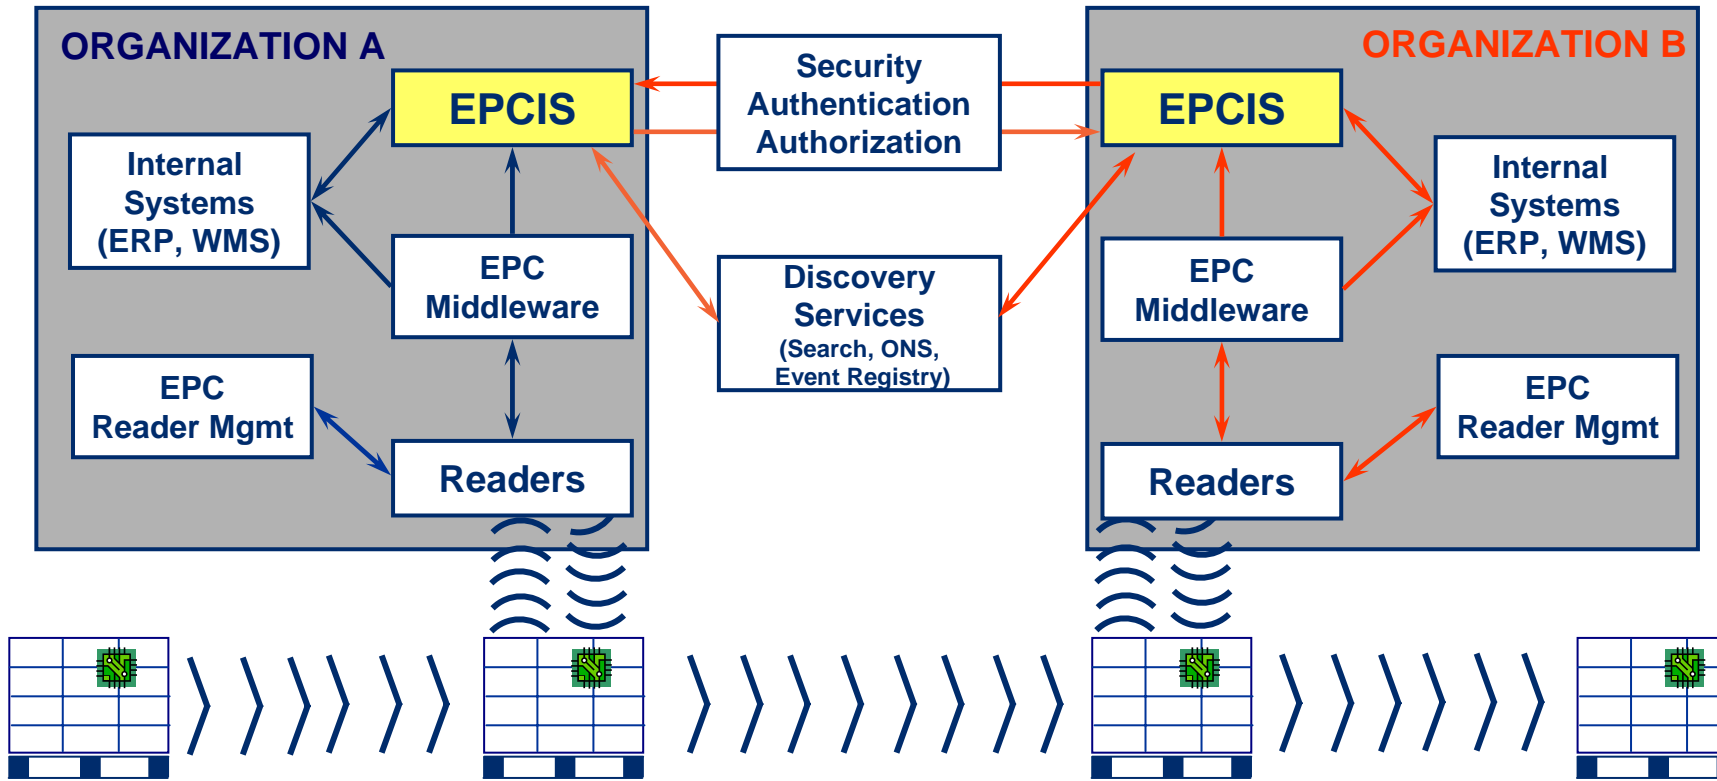 ORGANIZATION A
EPCIS
Internal
Systems
(ERP, WMS)
EPC
Middleware
EPC
Reader Mgmt
Readers
Security
Authentication
Authorization
Discovery
Services
(Search, ONS,
Event Registry)
ORGANIZATION B
EPCIS
Internal
Systems
(ERP, WMS)
EPC
Middleware
EPC
Reader Mgmt
Readers